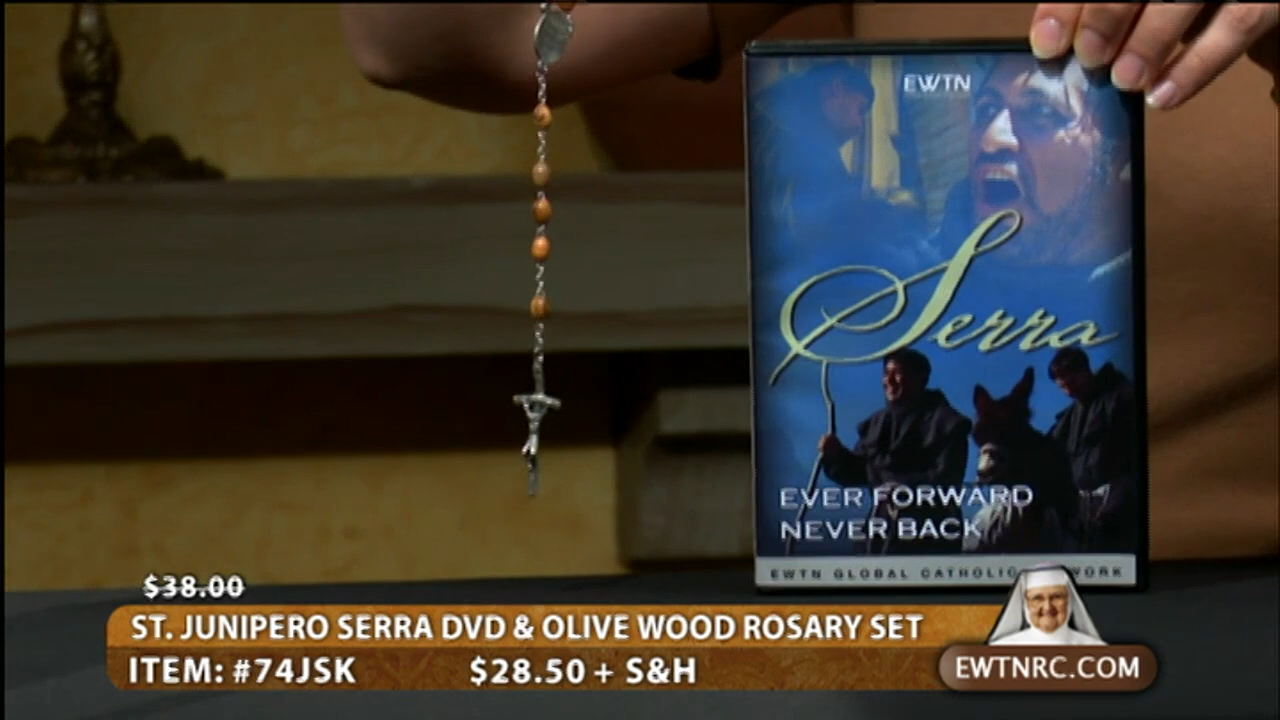 EWTN
Serra
EVER FORWARD
NEVER BACK
EWTN GLOBAL CATHOLIC
$38.00
ST. JUNIPERO SERRA DVD & OLIVE WOOD ROSARY SET
ITEM: #74JSK $28.50 + S&H
EWTNRC.COM